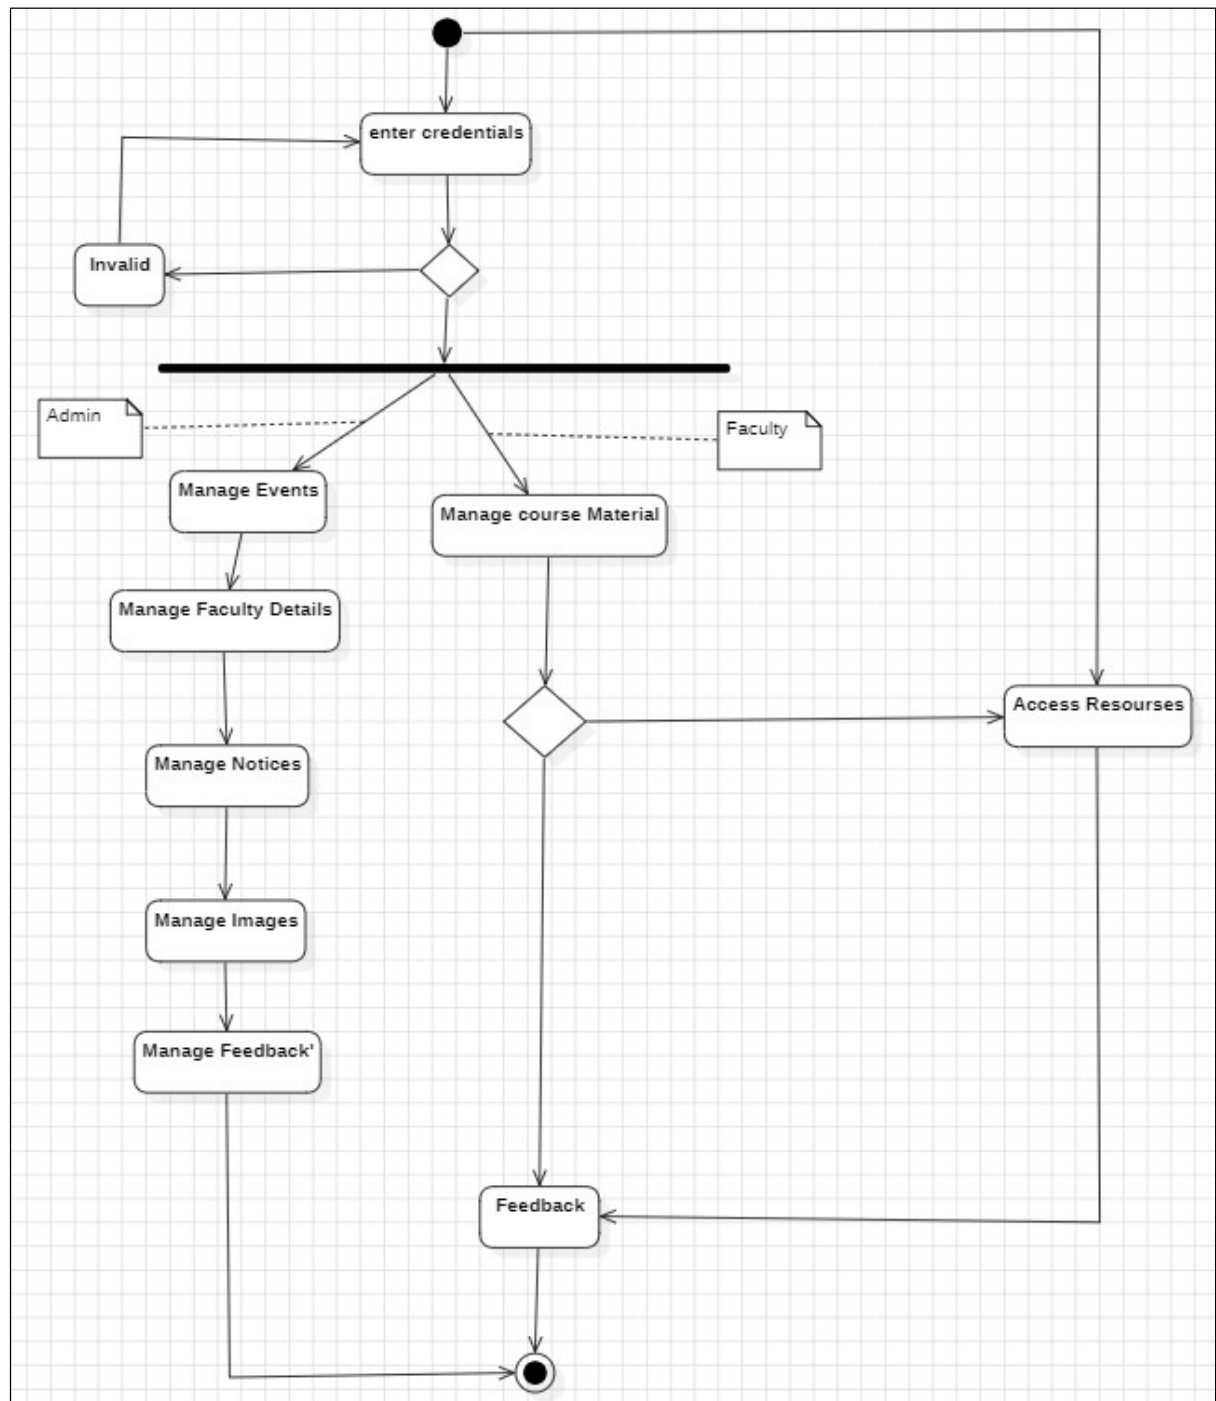 enter credentials
Invalid
Admin
Faculty
Manage Events
Manage course Material
Manage Faculty Details
Access Resourses
Manage Notices
Manage Images
Manage Feedback'
Feedback